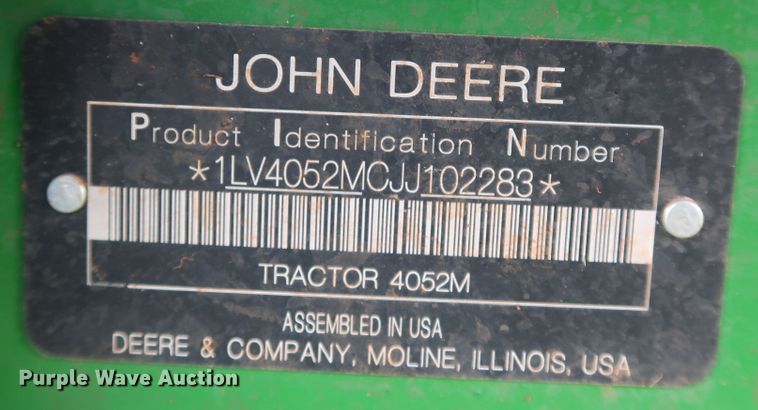 JOHN DEERE
Product Identification Number
*1LV4052MCJJ102283*
TRACTOR 4052M
ASSEMBLED IN USA
DEERE & COMPANY, MOLINE, ILLINOIS, USA
Purple Wave Auction